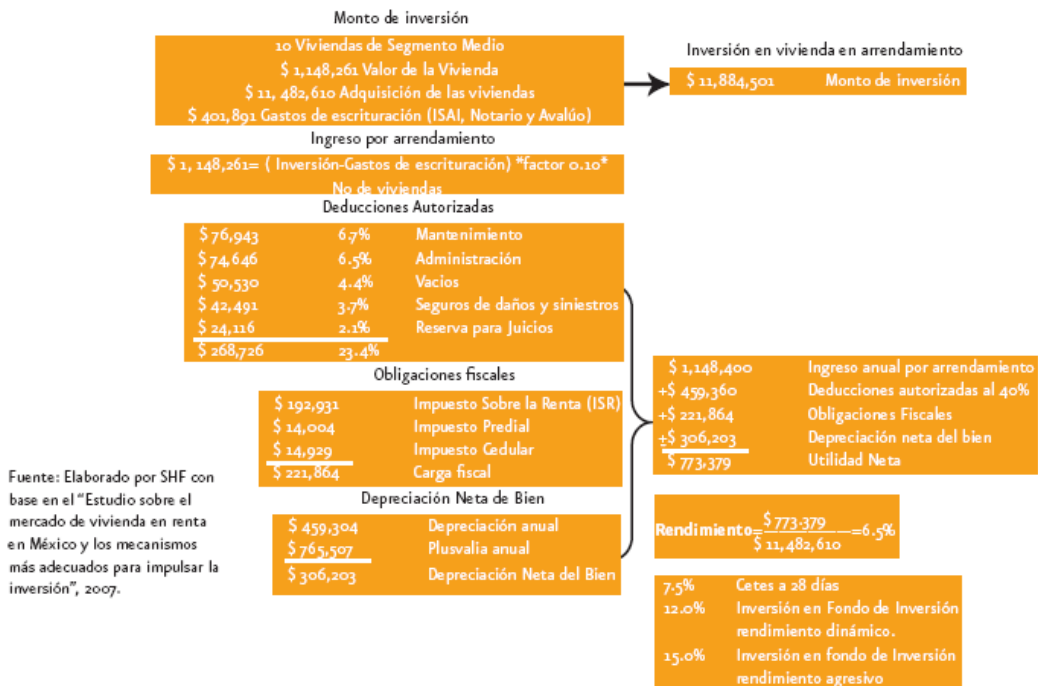 Monto de inversión
10 Viviendas de Segmento Medio
$ 1,148,261 Valor de la Vivienda
$ 11, 482,610 Adquisición de las viviendas
$ 401,891 Gastos de escrituración (ISAI, Notario y Avalúo)
Inversión en vivienda en arrendamiento
$ 11,884,501 Monto de inversión
Ingreso por arrendamiento
$ 1, 148,261= ( Inversión-Gastos de escrituración) *factor 0.10*
No de viviendas
Deducciones Autorizadas
$ 76,943 6.7% Mantenimiento
$ 74,646 6.5% Administración
$ 50,530 4.4% Vacios
$ 42,491 3.7% Seguros de daños y siniestros
$ 24,116 2.1% Reserva para Juicios
$ 268,726 23.4%
Obligaciones fiscales
$ 192,931 Impuesto Sobre la Renta (ISR)
$ 14,004 Impuesto Predial
$ 14,929 Impuesto Cedular
$ 221,864 Carga fiscal
Depreciación Neta de Bien
$ 459,304 Depreciación anual
$ 765,507 Plusvalia anual
$ 306,203 Depreciación Neta del Bien
$ 1,148,400 Ingreso anual por arrendamiento
+$ 459,360 Deducciones autorizadas al 40%
+$ 221,864 Obligaciones Fiscales
±$ 306,203 Depreciación neta del bien
$ 773,379 Utilidad Neta
Rendimiento=$ 773.379
$ 11,482,610
=6.5%
7.5% Cetes a 28 días
12.0% Inversión en Fondo de Inversión
rendimiento dinámico.
15.0% Inversión en fondo de Inversión
rendimiento agresivo
Fuente: Elaborado por SHF con
base en el "Estudio sobre el
mercado de vivienda en renta
en México y los mecanismos
más adecuados para impulsar la
inversión", 2007.